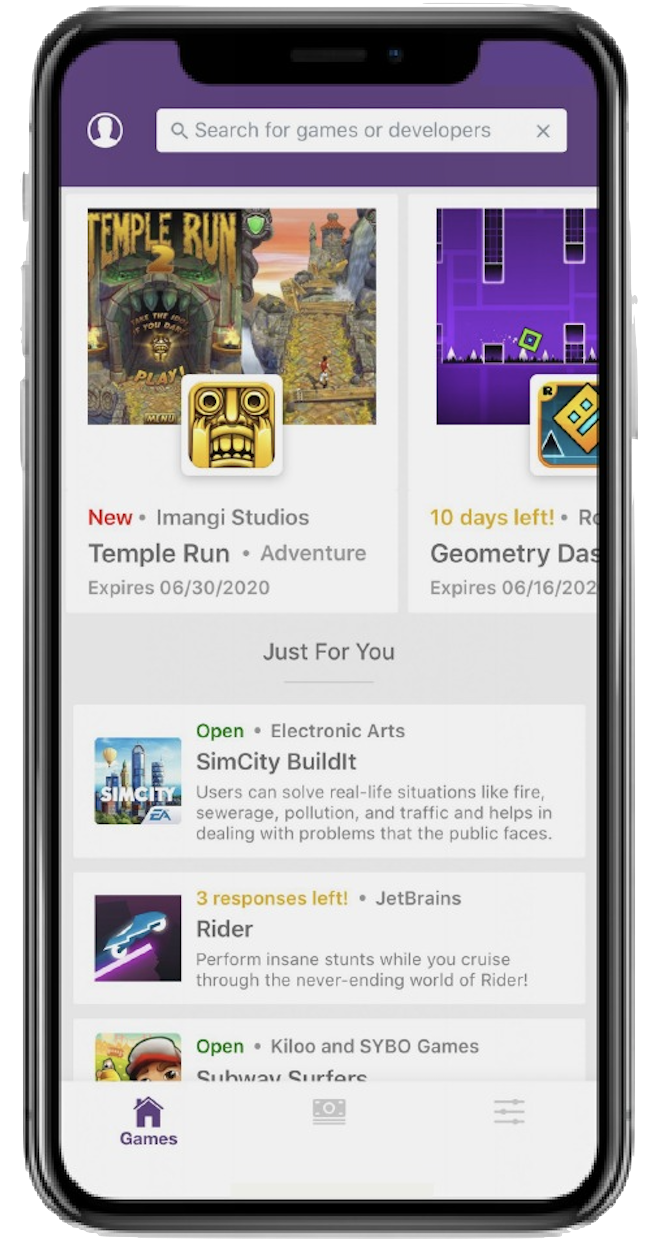 Search for games or developers
TEMPLE RUN
2
TAKE THE IDOL
IF YOU DARE
PLAY!
MENU
New • Imangi Studios
Temple Run • Adventure
Expires 06/30/2020
R
10 days left! • Ro
Geometry Das
Expires 06/16/202
Just For You
SIMCITY
EA
Open • Electronic Arts
SimCity BuildIt
Users can solve real-life situations like fire,
sewerage, pollution, and traffic and helps in
dealing with problems that the public faces.
3 responses left! • JetBrains
Rider
Perform insane stunts while you cruise
through the never-ending world of Rider!
Open • Kiloo and SYBO Games
Subway Surfers
Games